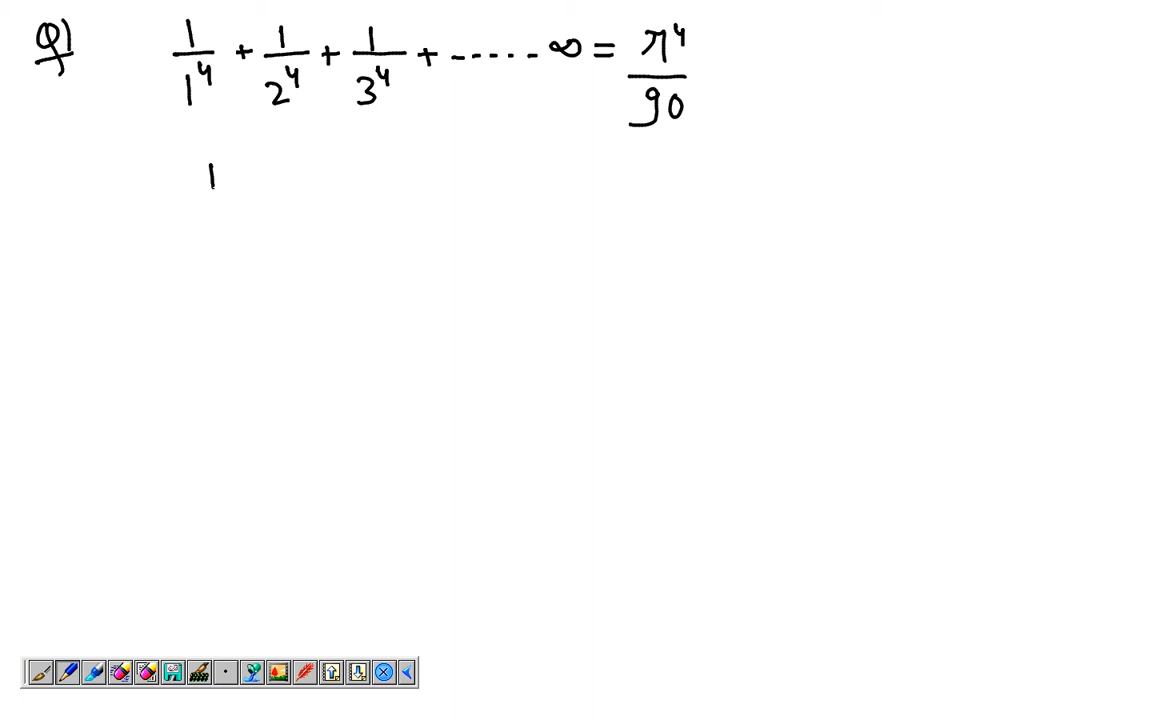 Q) 1/1⁴ + 1/2⁴ + 1/3⁴ + ------ ∞ = π⁴/90
1